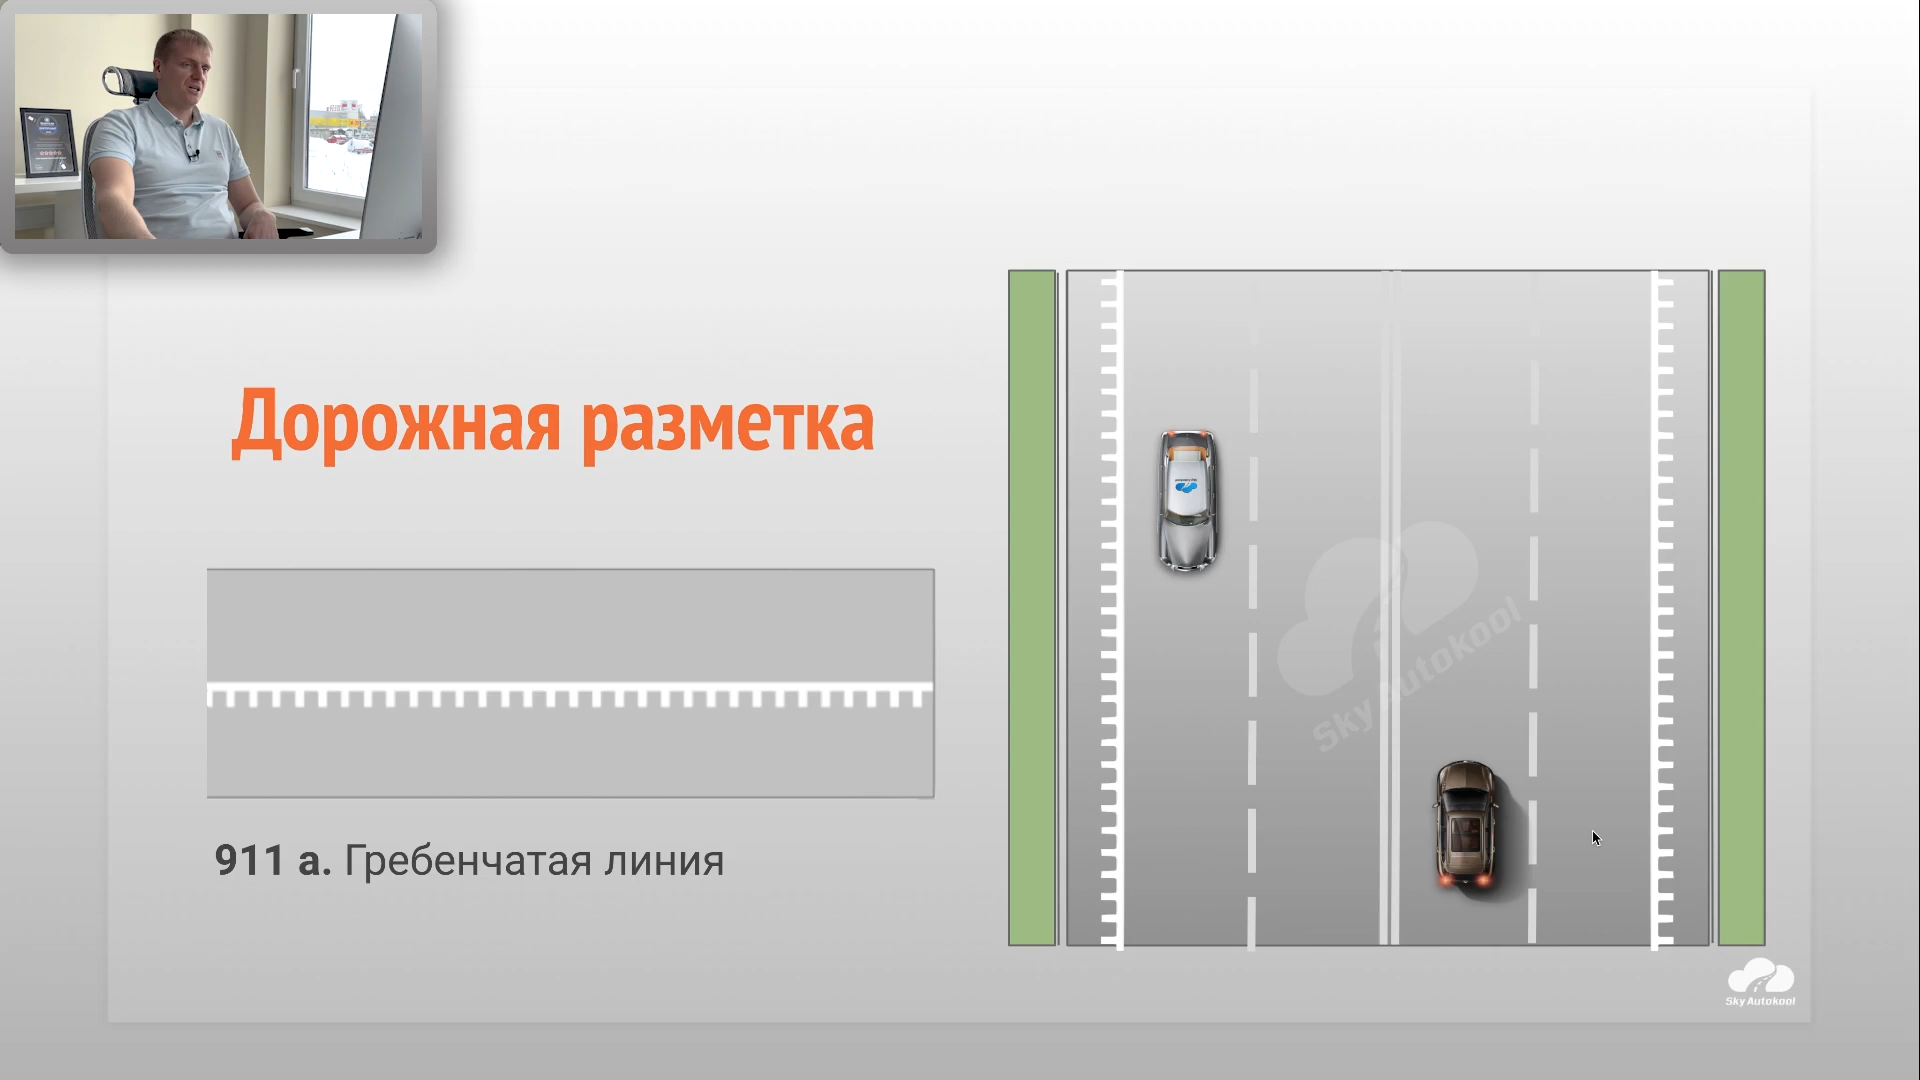 Дорожная разметка
911 а. Гребенчатая линия
Sky Autokool
Sky Autokool